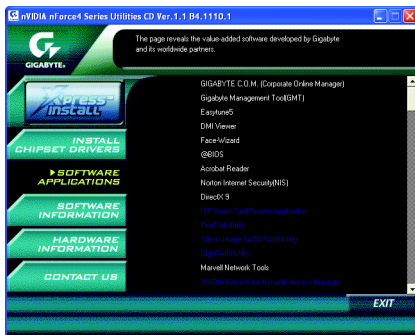 nVIDIA nForce4 Series Utilities CD Ver.1.1 B4.1110.1
GIGABYTE
The page reveals the value-added software developed by Gigabyte
and its worldwide partners.
Xpress
Install
INSTALL
CHIPSET DRIVERS
SOFTWARE
APPLICATIONS
SOFTWARE
INFORMATION
HARDWARE
INFORMATION
CONTACT US
GIGABYTE C.O.M. (Corporate Online Manager)
Gigabyte Management Tool(GMT)
Easytune5
DMI Viewer
Face-Wizard
@BIOS
Acrobat Reader
Norton Internet Security(NIS)
DirectX 9
Marvell Network Tools
EXIT